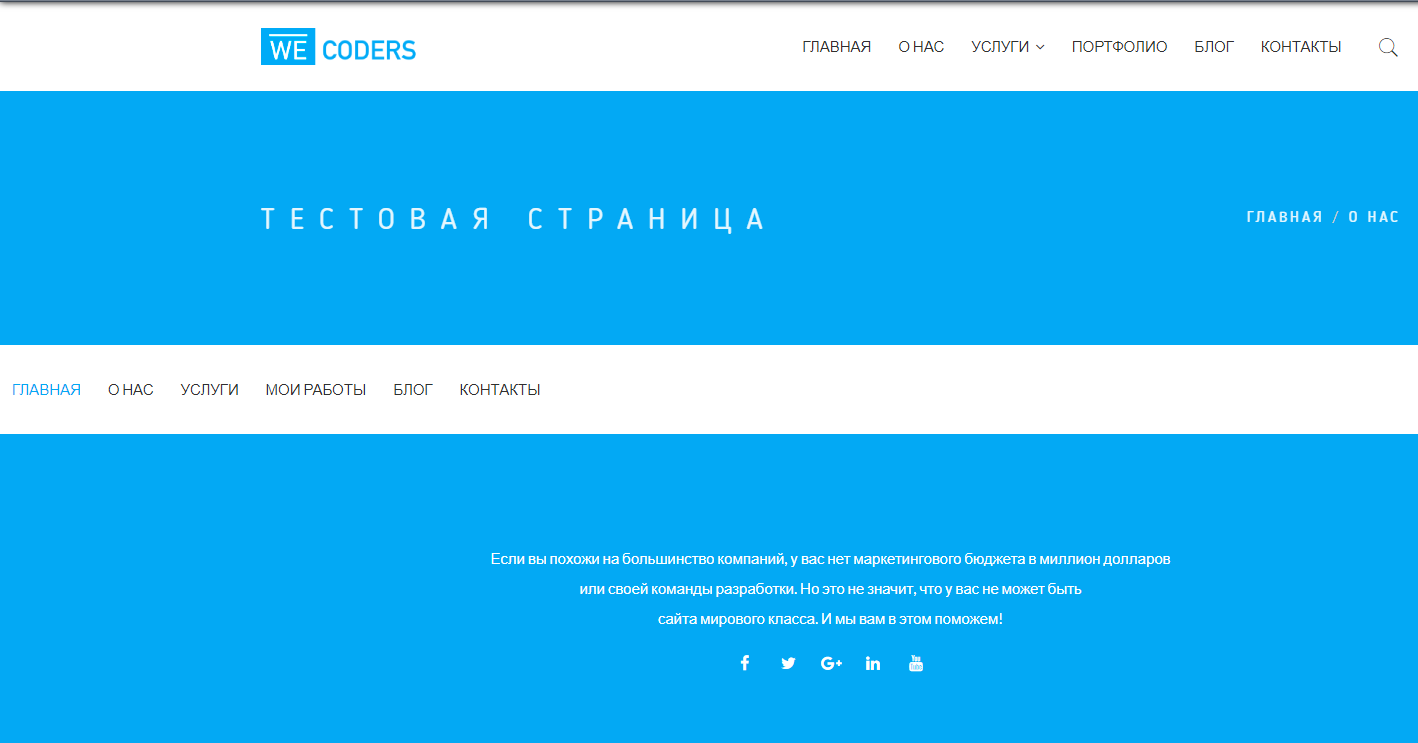 WE CODERS
ГЛАВНАЯ О НАС УСЛУГИ ПОРТФОЛИО БЛОГ КОНТАКТЫ
ТЕСТОВАЯ СТРАНИЦА
ГЛАВНАЯ / О НАС
ГЛАВНАЯ О НАС УСЛУГИ МОИ РАБОТЫ БЛОГ КОНТАКТЫ
Если вы похожи на большинство компаний, у вас нет маркетингового бюджета в миллион долларов
или своей команды разработки. Но это не значит, что у вас не может быть
сайта мирового класса. И мы вам в этом поможем!